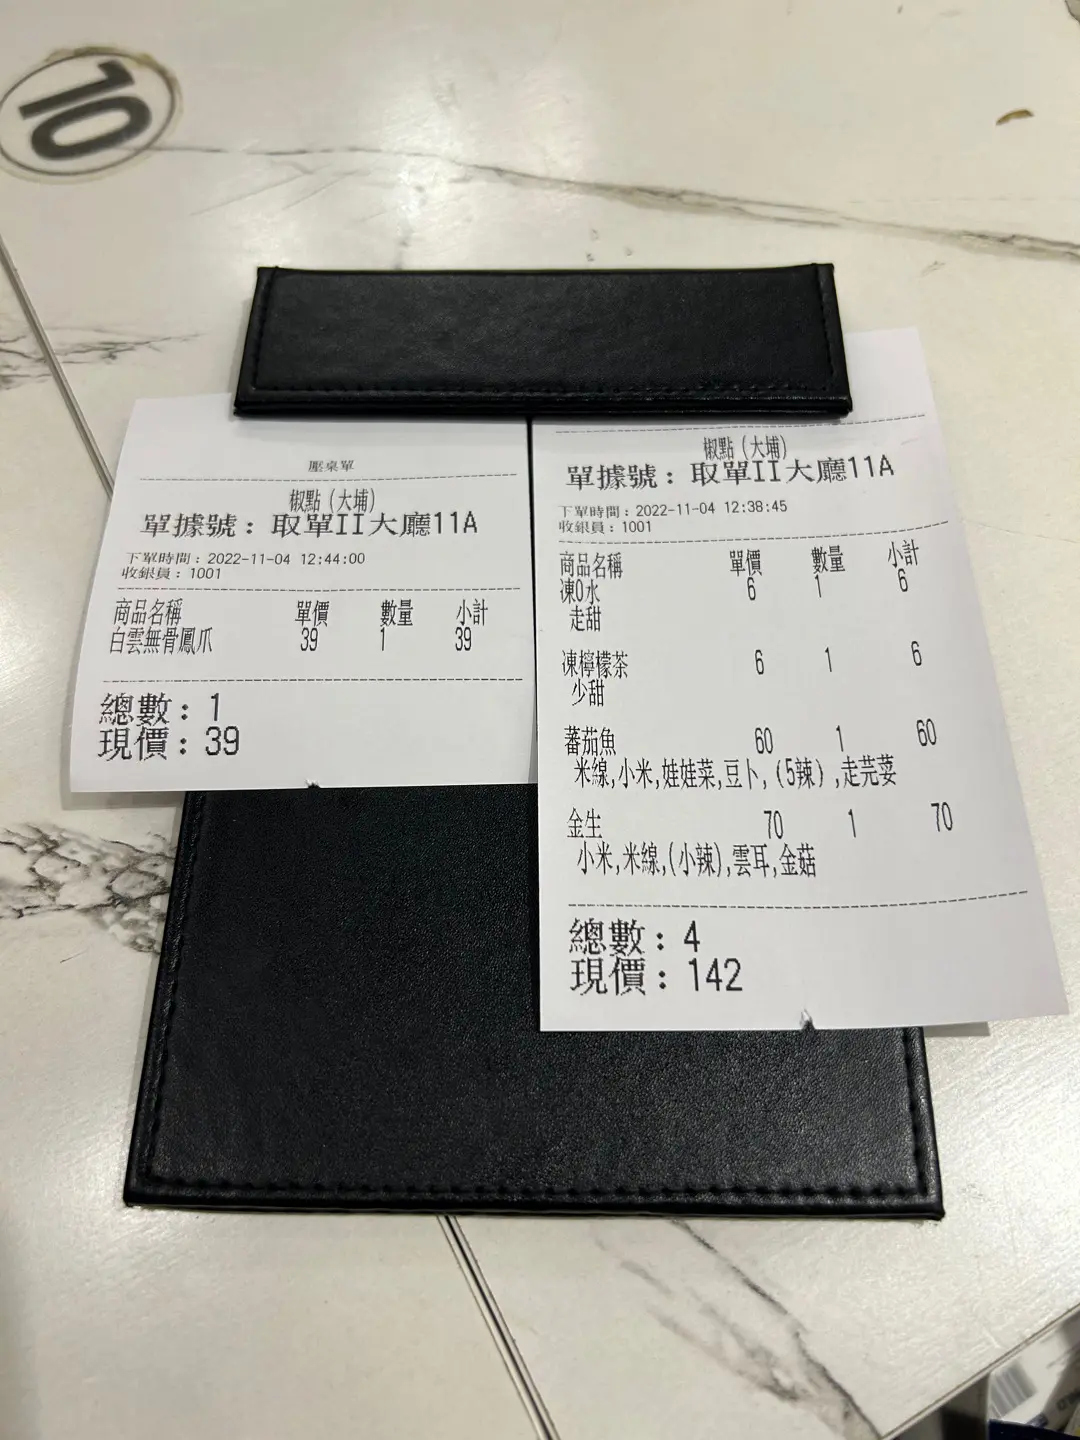 10
壓桌單
椒點 (大埔)
單據號: 取單II大廳11A
下單時間: 2022-11-04 12:44:00
收銀員: 1001
商品名稱 單價 數量 小計
白雲無骨鳳爪 39 1 39
總數: 1
現價: 39
椒點 (大埔)
單據號: 取單II大廳11A
下單時間: 2022-11-04 12:38:45
收銀員: 1001
商品名稱 單價 數量 小計
凍0水 6 1 6
走甜
凍檸檬茶 6 1 6
少甜
蕃茄魚 60 1 60
米線,小米,娃娃菜,豆卜,(5辣),走芫荽
金生 70 1 70
小米,米線,(小辣),雲耳,金菇
總數: 4
現價: 142